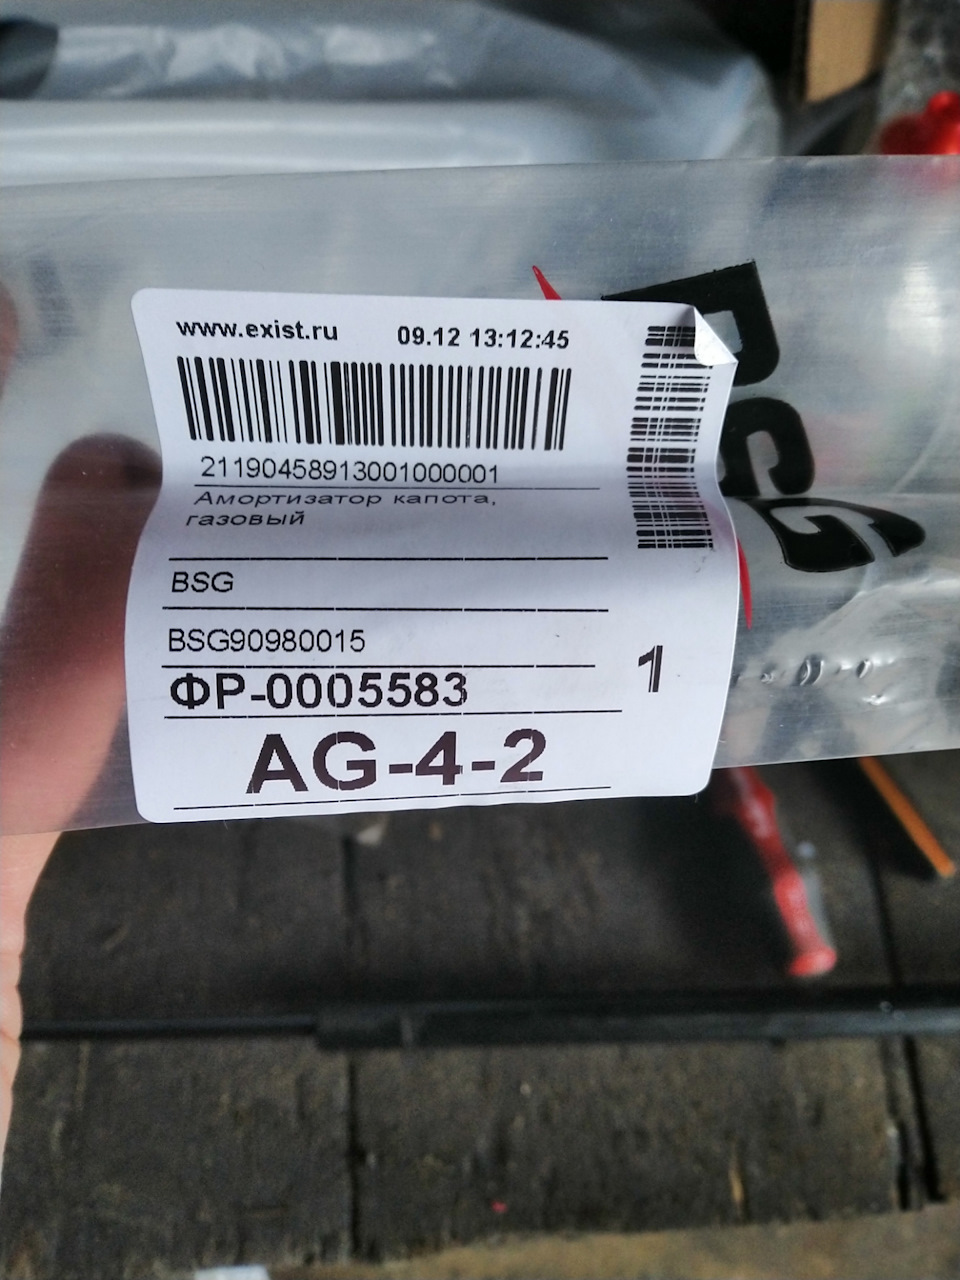 www.exist.ru 09.12 13:12:45
21190458913001000001
Амортизатор капота,
газовый
BSG
BSG90980015
ФР-0005583
1
AG-4-2
BSG